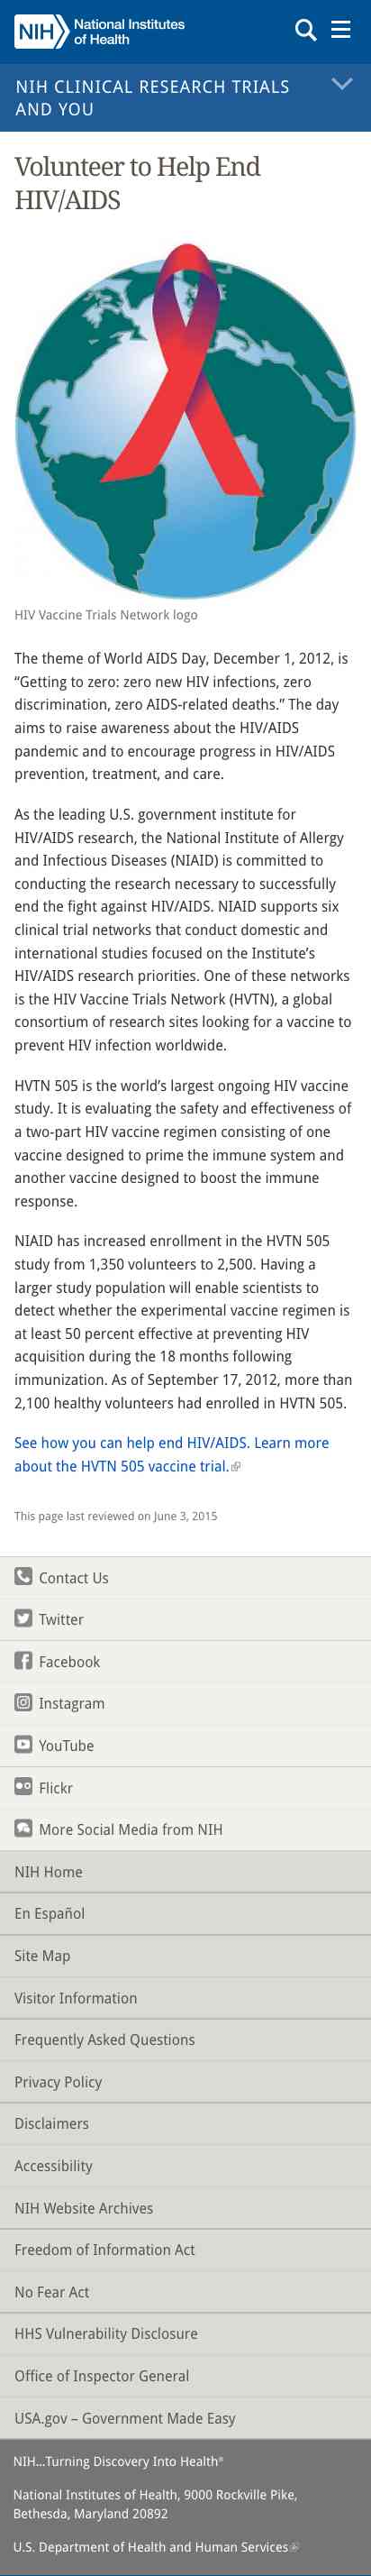 NIH National Institutes
of Health
NIH CLINICAL RESEARCH TRIALS
AND YOU
Volunteer to Help End
HIV/AIDS
HIV Vaccine Trials Network logo
The theme of World AIDS Day, December 1, 2012, is
“Getting to zero: zero new HIV infections, zero
discrimination, zero AIDS-related deaths.” The day
aims to raise awareness about the HIV/AIDS
pandemic and to encourage progress in HIV/AIDS
prevention, treatment, and care.
As the leading U.S. government institute for
HIV/AIDS research, the National Institute of Allergy
and Infectious Diseases (NIAID) is committed to
conducting the research necessary to successfully
end the fight against HIV/AIDS. NIAID supports six
clinical trial networks that conduct domestic and
international studies focused on the Institute’s
HIV/AIDS research priorities. One of these networks
is the HIV Vaccine Trials Network (HVTN), a global
consortium of research sites looking for a vaccine to
prevent HIV infection worldwide.
HVTN 505 is the world’s largest ongoing HIV vaccine
study. It is evaluating the safety and effectiveness of
a two-part HIV vaccine regimen consisting of one
vaccine designed to prime the immune system and
another vaccine designed to boost the immune
response.
NIAID has increased enrollment in the HVTN 505
study from 1,350 volunteers to 2,500. Having a
larger study population will enable scientists to
detect whether the experimental vaccine regimen is
at least 50 percent effective at preventing HIV
acquisition during the 18 months following
immunization. As of September 17, 2012, more than
2,100 healthy volunteers had enrolled in HVTN 505.
See how you can help end HIV/AIDS. Learn more
about the HVTN 505 vaccine trial.
This page last reviewed on June 3, 2015
Contact Us
Twitter
Facebook
Instagram
YouTube
Flickr
More Social Media from NIH
NIH Home
En Español
Site Map
Visitor Information
Frequently Asked Questions
Privacy Policy
Disclaimers
Accessibility
NIH Website Archives
Freedom of Information Act
No Fear Act
HHS Vulnerability Disclosure
Office of Inspector General
USA.gov – Government Made Easy
NIH...Turning Discovery Into Health®
National Institutes of Health, 9000 Rockville Pike,
Bethesda, Maryland 20892
U.S. Department of Health and Human Services